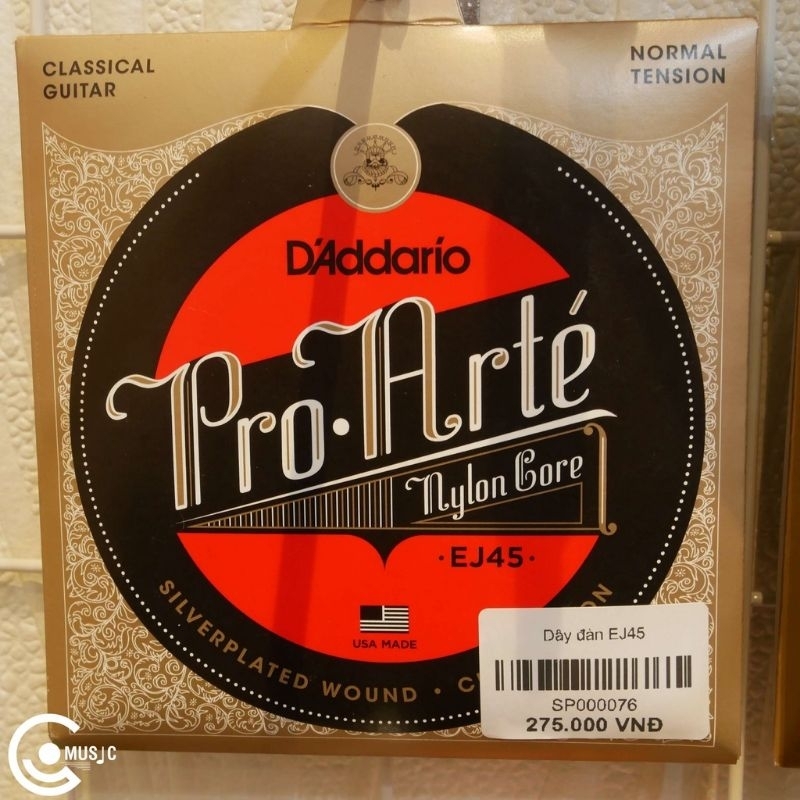 CLASSICAL
GUITAR
NORMAL
TENSION
D'Addario
Pro·Arté
Nylon Core
·EJ45·
USA MADE
SILVERPLATED WOUND · C
ON
Dây đàn EJ45
SP000076
275.000 VNĐ
MUSIC